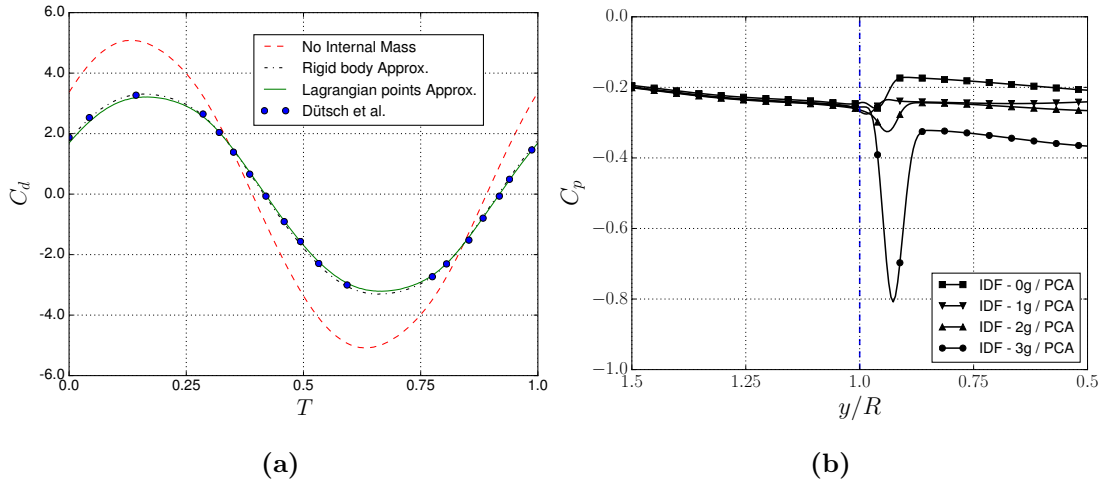 6.0
4.0
2.0
0.0
−2.0
−4.0
−6.0
C_d
0.0
0.25
0.5
0.75
1.0
T
No Internal Mass
Rigid body Approx.
Lagrangian points Approx.
Dütsch et al.
(a)
0.0
−0.2
−0.4
−0.6
−0.8
−1.0
C_p
1.5
1.25
1.0
0.75
0.5
y/R
IDF - 0g / PCA
IDF - 1g / PCA
IDF - 2g / PCA
IDF - 3g / PCA
(b)